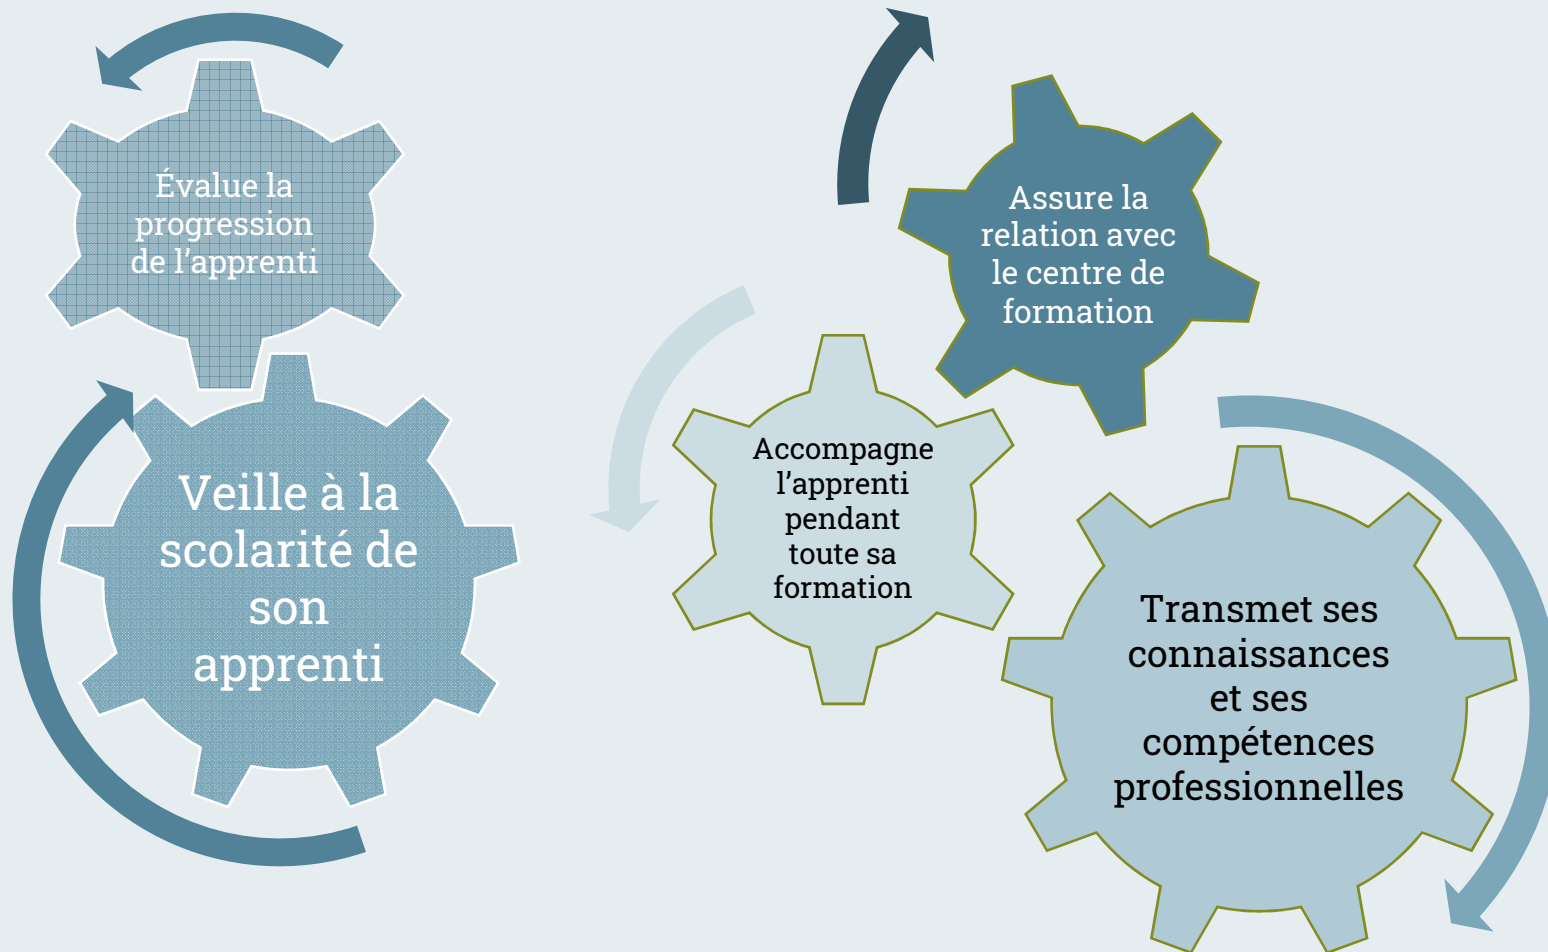 Évalue la
progression
de l'apprenti
Veille à la
scolarité de
son
apprenti
Assure la
relation avec
le centre de
formation
Accompagne
l'apprenti
pendant
toute sa
formation
Transmet ses
connaissances
et ses
compétences
professionnelles